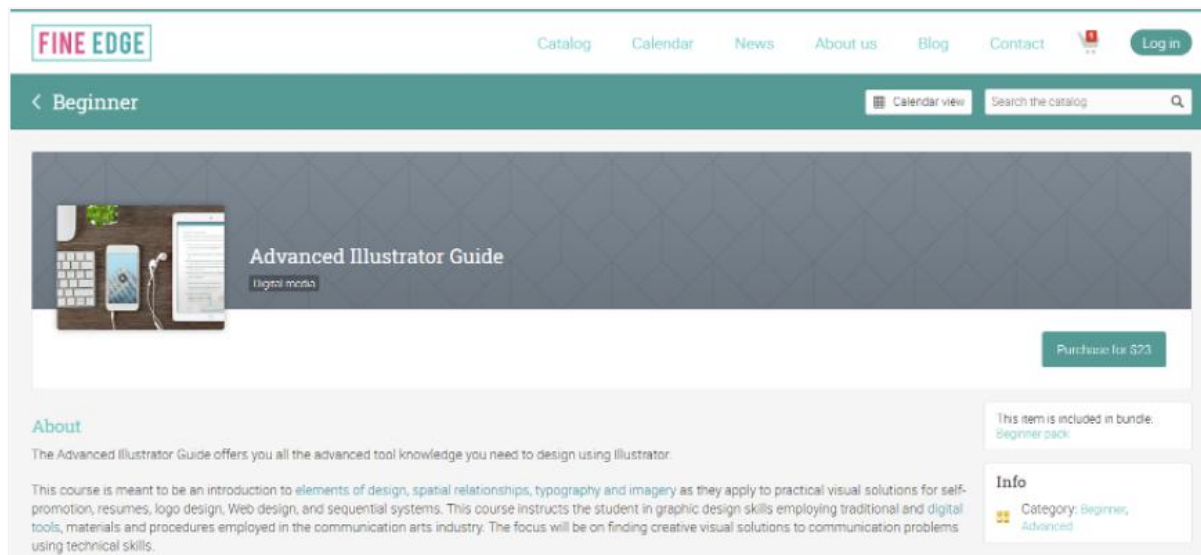 FINE EDGE
Catalog Calendar News About us Blog Contact 1 Log in
< Beginner
Calendar view
Search the catalog
Advanced Illustrator Guide
Digital media
Purchase for $23
About
The Advanced Illustrator Guide offers you all the advanced tool knowledge you need to design using Illustrator.
This course is meant to be an introduction to elements of design, spatial relationships, typography and imagery as they apply to practical visual solutions for self-
promotion, resumes, logo design, Web design, and sequential systems. This course instructs the student in graphic design skills employing traditional and digital
tools, materials and procedures employed in the communication arts industry. The focus will be on finding creative visual solutions to communication problems
using technical skills.
This item is included in bundle:
Beginner pack
Info
Category: Beginner,
Advanced